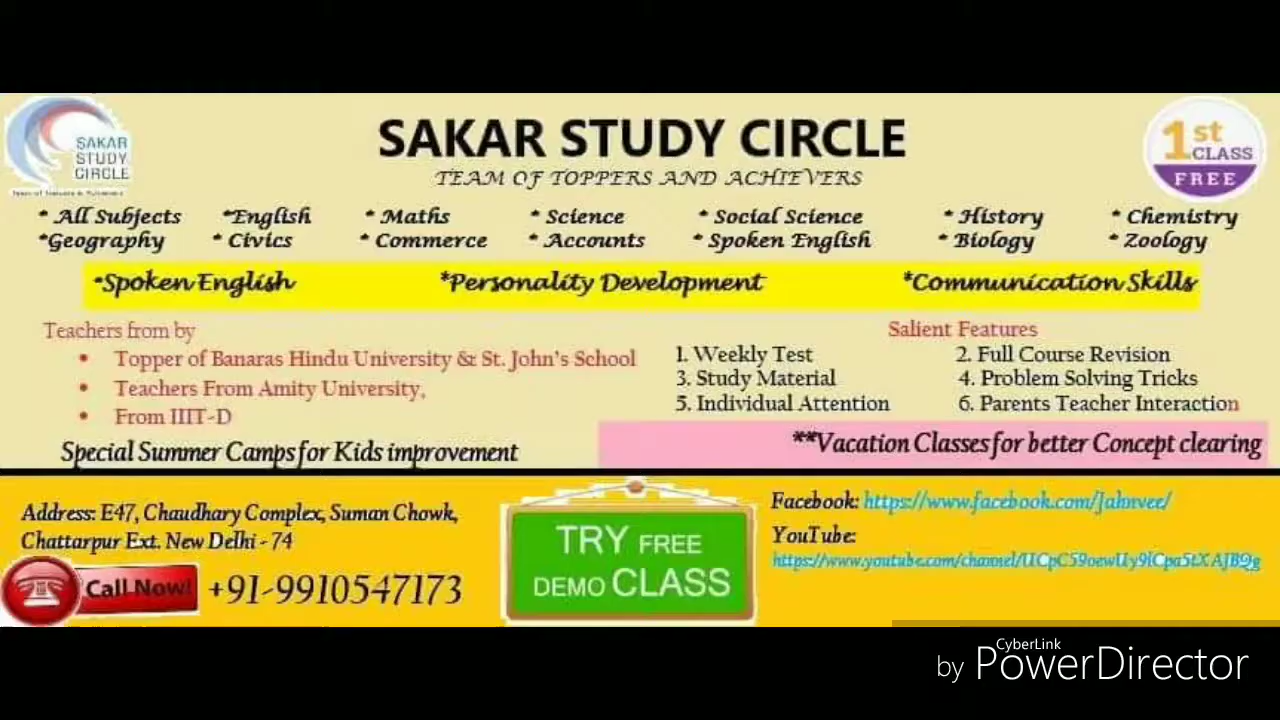 SAKAR
STUDY
CIRCLE
SAKAR STUDY CIRCLE
TEAM OF TOPPERS AND ACHIEVERS
1st
CLASS
FREE
* All Subjects *English * Maths * Science * Social Science * History * Chemistry
*Geography * Civics * Commerce * Accounts * Spoken English * Biology * Zoology
*Spoken English *Personality Development *Communication Skills
Teachers from by
• Topper of Banaras Hindu University & St. John's School
• Teachers From Amity University,
• From IIIT-D
Special Summer Camps for Kids improvement
Salient Features
1. Weekly Test 2. Full Course Revision
3. Study Material 4. Problem Solving Tricks
5. Individual Attention 6. Parents Teacher Interaction
**Vacation Classes for better Concept clearing
Address: E47, Chaudhary Complex, Suman Chowk,
Chattarpur Ext. New Delhi - 74
Call Now! +91-9910547173
TRY FREE
DEMO CLASS
Facebook: https://www.facebook.com/Jahnvee/
YouTube:
by CyberLink PowerDirector